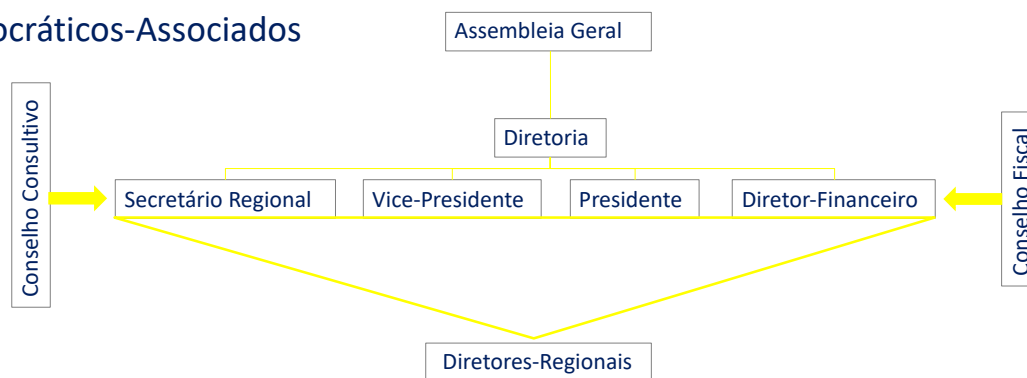 ocráticos-Associados
Assembleia Geral
Conselho Consultivo
Diretoria
Conselho Fiscal
Secretário Regional
Vice-Presidente
Presidente
Diretor-Financeiro
Diretores-Regionais